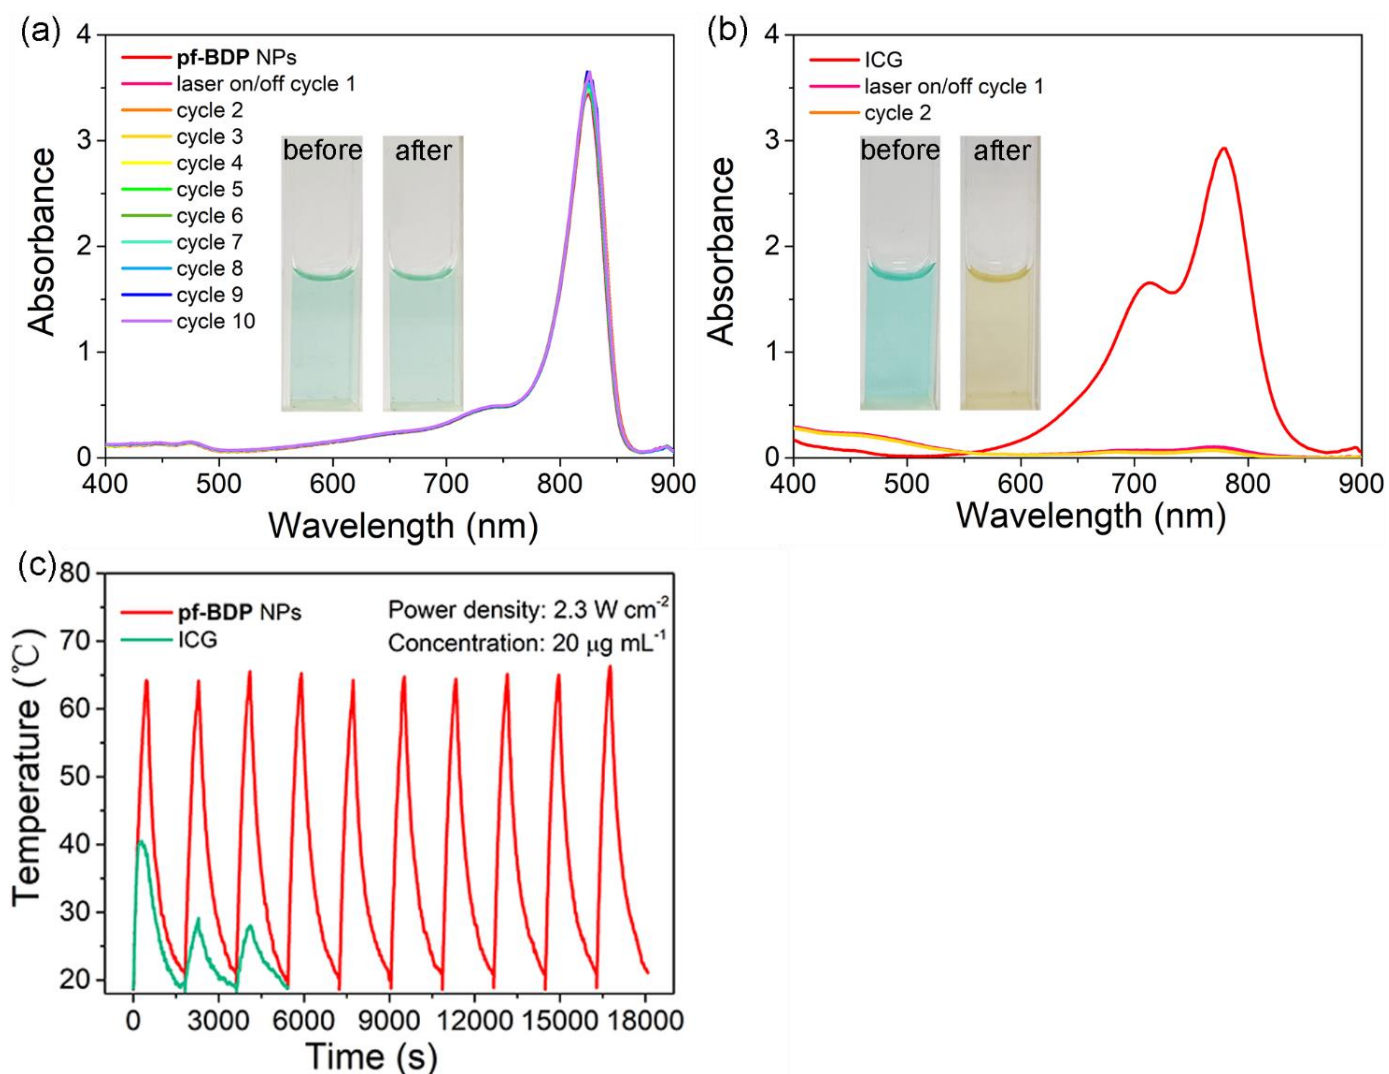 (a)
4
3
2
1
0
Absorbance
pf-BDP NPs
laser on/off cycle 1
cycle 2
cycle 3
cycle 4
cycle 5
cycle 6
cycle 7
cycle 8
cycle 9
cycle 10
before after
400 500 600 700 800 900
Wavelength (nm)
(b)
4
3
2
1
0
Absorbance
ICG
laser on/off cycle 1
cycle 2
before after
400 500 600 700 800 900
Wavelength (nm)
(c)
80
70
60
50
40
30
20
Temperature (℃)
pf-BDP NPs
ICG
Power density: 2.3 W cm⁻²
Concentration: 20 μg mL⁻¹
0 3000 6000 9000 12000 15000 18000
Time (s)